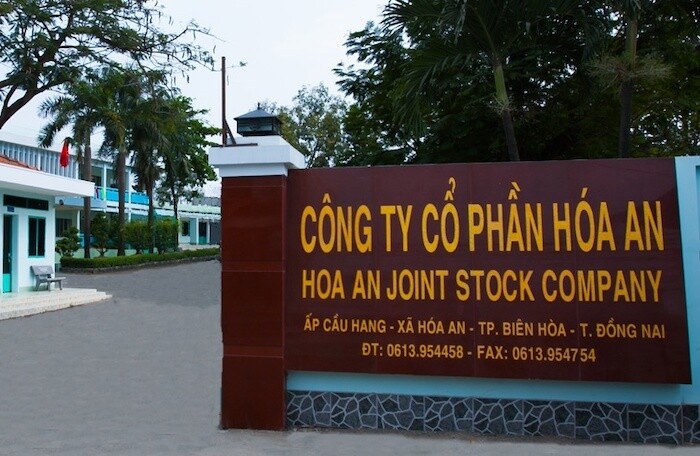 CÔNG TY CỔ PHẦN HÓA AN
HOA AN JOINT STOCK COMPANY
ẤP CẦU HANG - XÃ HÓA AN - TP. BIÊN HÒA - T. ĐỒNG NAI
ĐT: 0613.954458 - FAX: 0613.954754